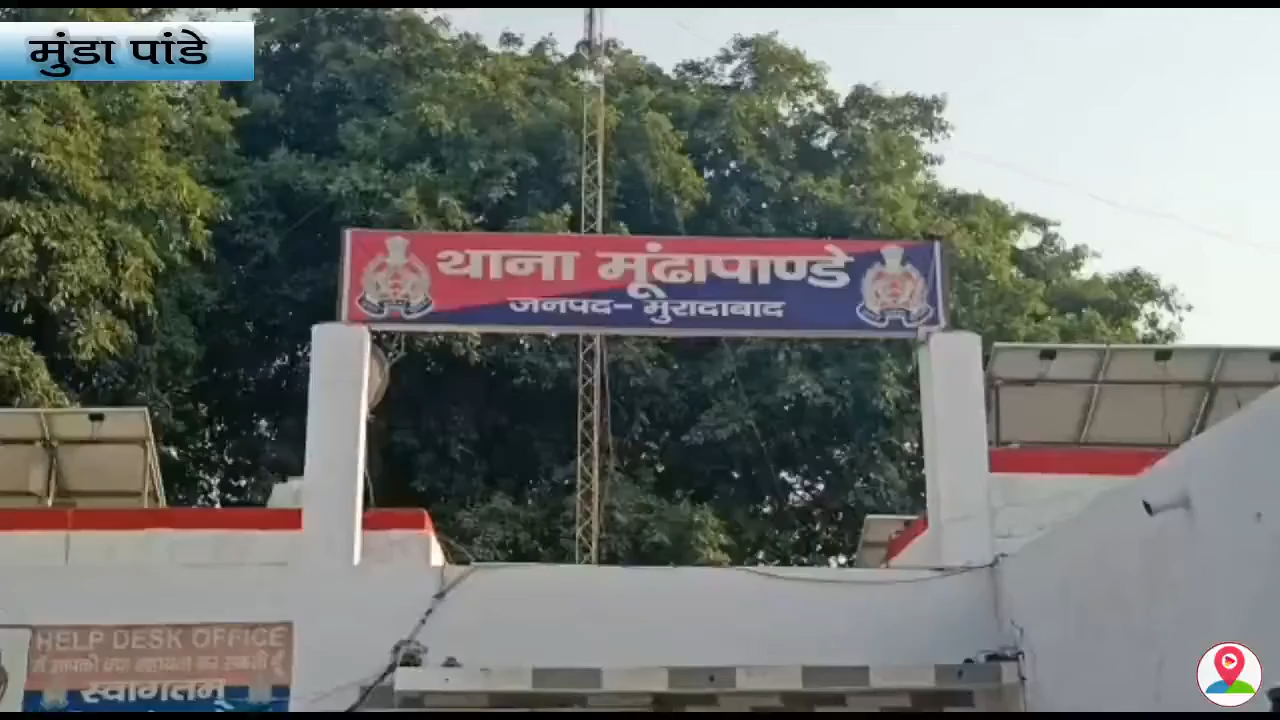 मुंडा पांडे
थाना मूंढापाण्डे
जनपद- मुरादाबाद
HELP DESK OFFICE
स्वागतम्